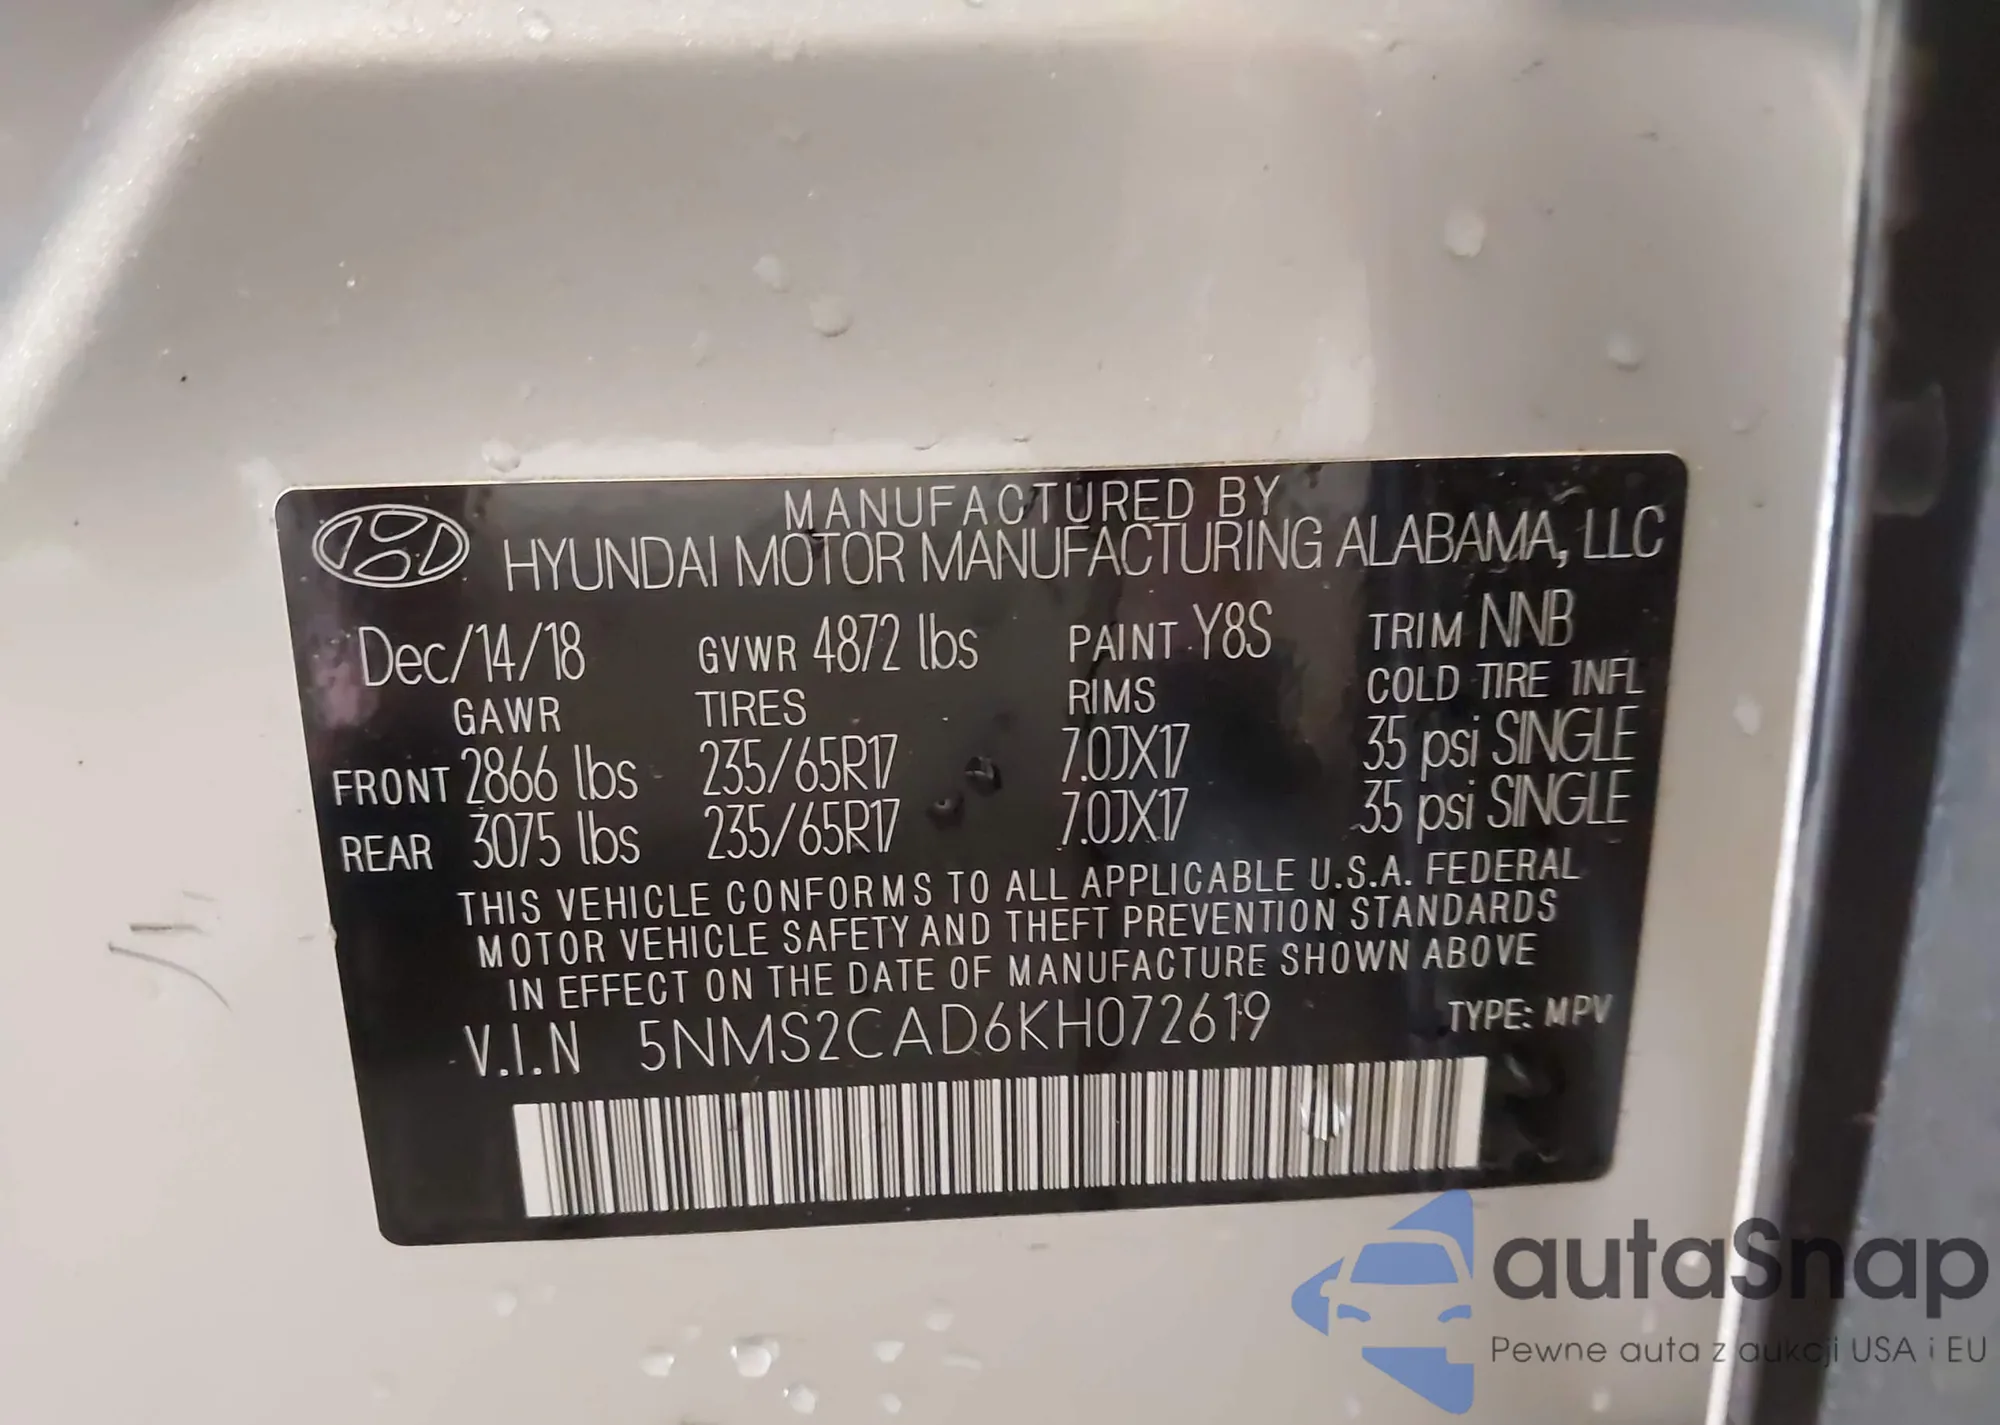 MANUFACTURED BY
HYUNDAI MOTOR MANUFACTURING ALABAMA, LLC
Dec/14/18 GVWR 4872 lbs PAINT Y8S TRIM NNB
GAWR TIRES RIMS COLD TIRE INFL
FRONT 2866 lbs 235/65R17 7.0JX17 35 psi SINGLE
REAR 3075 lbs 235/65R17 7.0JX17 35 psi SINGLE
THIS VEHICLE CONFORMS TO ALL APPLICABLE U.S.A. FEDERAL
MOTOR VEHICLE SAFETY AND THEFT PREVENTION STANDARDS
IN EFFECT ON THE DATE OF MANUFACTURE SHOWN ABOVE
V.I.N 5NMS2CAD6KH072619 TYPE: MPV
autaSnap
Pewne auta z aukcji USA i EU